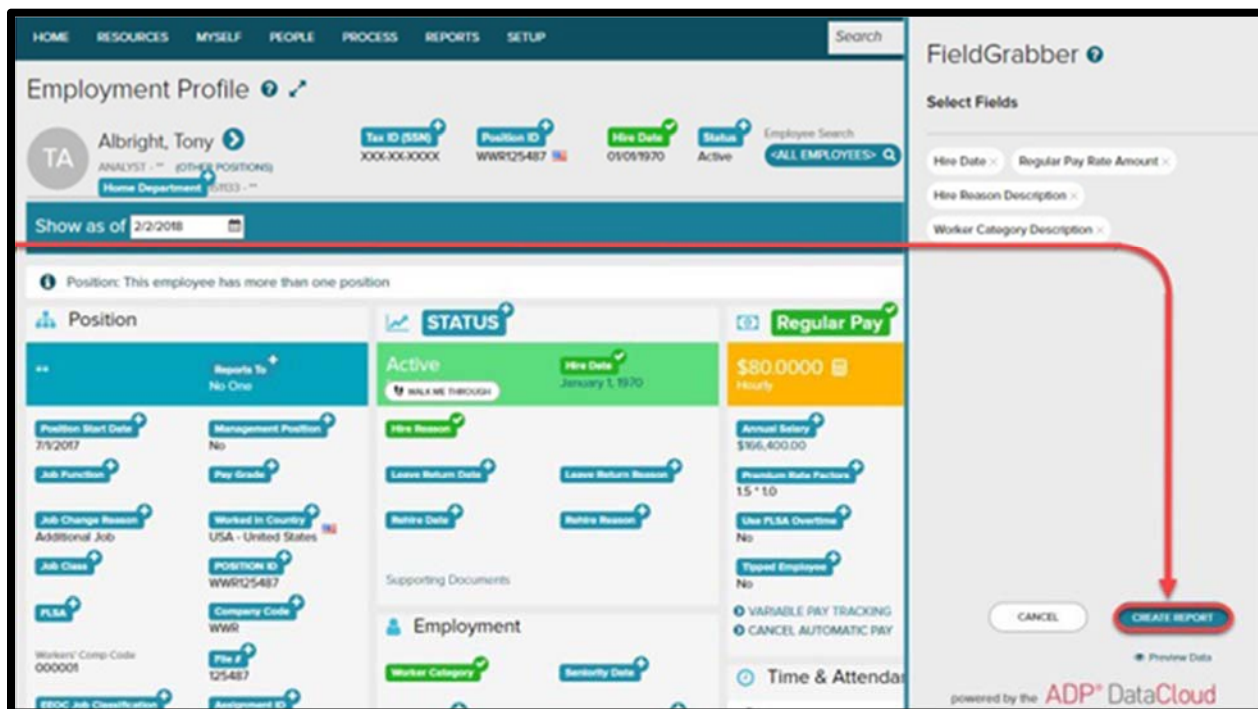 HOME RESOURCES MYSELF PEOPLE PROCESS REPORTS SETUP Search
Employment Profile
TA
Albright, Tony
ANALYST - "" (OTHER POSITIONS)
Home Department
Tax ID (SSN) Position ID Hire Date Status Employee Search
XXX-XX-XXXX WWR125487 01/01/1970 Active <ALL EMPLOYEES>
Show as of 2/2/2018
Position: This employee has more than one position
Position
Reports To
No One
Position Start Date Management Position
7/1/2017 No
Job Function Pay Grade
Job Change Reason Worked in Country
Additional Job USA - United States
Job Class POSITION ID
WWR125487
FLSA Company Code
WWR
Workers' Comp Code File #
000001 125487
EEOC Job Classification Assignment ID
STATUS
Active Hire Date
WALK ME THROUGH January 1, 1970
Hire Reason
Leave Return Date Leave Return Reason
Rehire Date Rehire Reason
Supporting Documents
Employment
Worker Category Seniority Date
Regular Pay
$80.0000
Hourly
Annual Salary
$166,400.00
Premium Rate Factors
1.5 * 1.0
Use FLSA Overtime
No
Tipped Employee
No
VARIABLE PAY TRACKING
CANCEL AUTOMATIC PAY
Time & Attendan
FieldGrabber
Select Fields
Hire Date × Regular Pay Rate Amount ×
Hire Reason Description ×
Worker Category Description ×
CANCEL CREATE REPORT
Preview Data
powered by the ADP® DataCloud